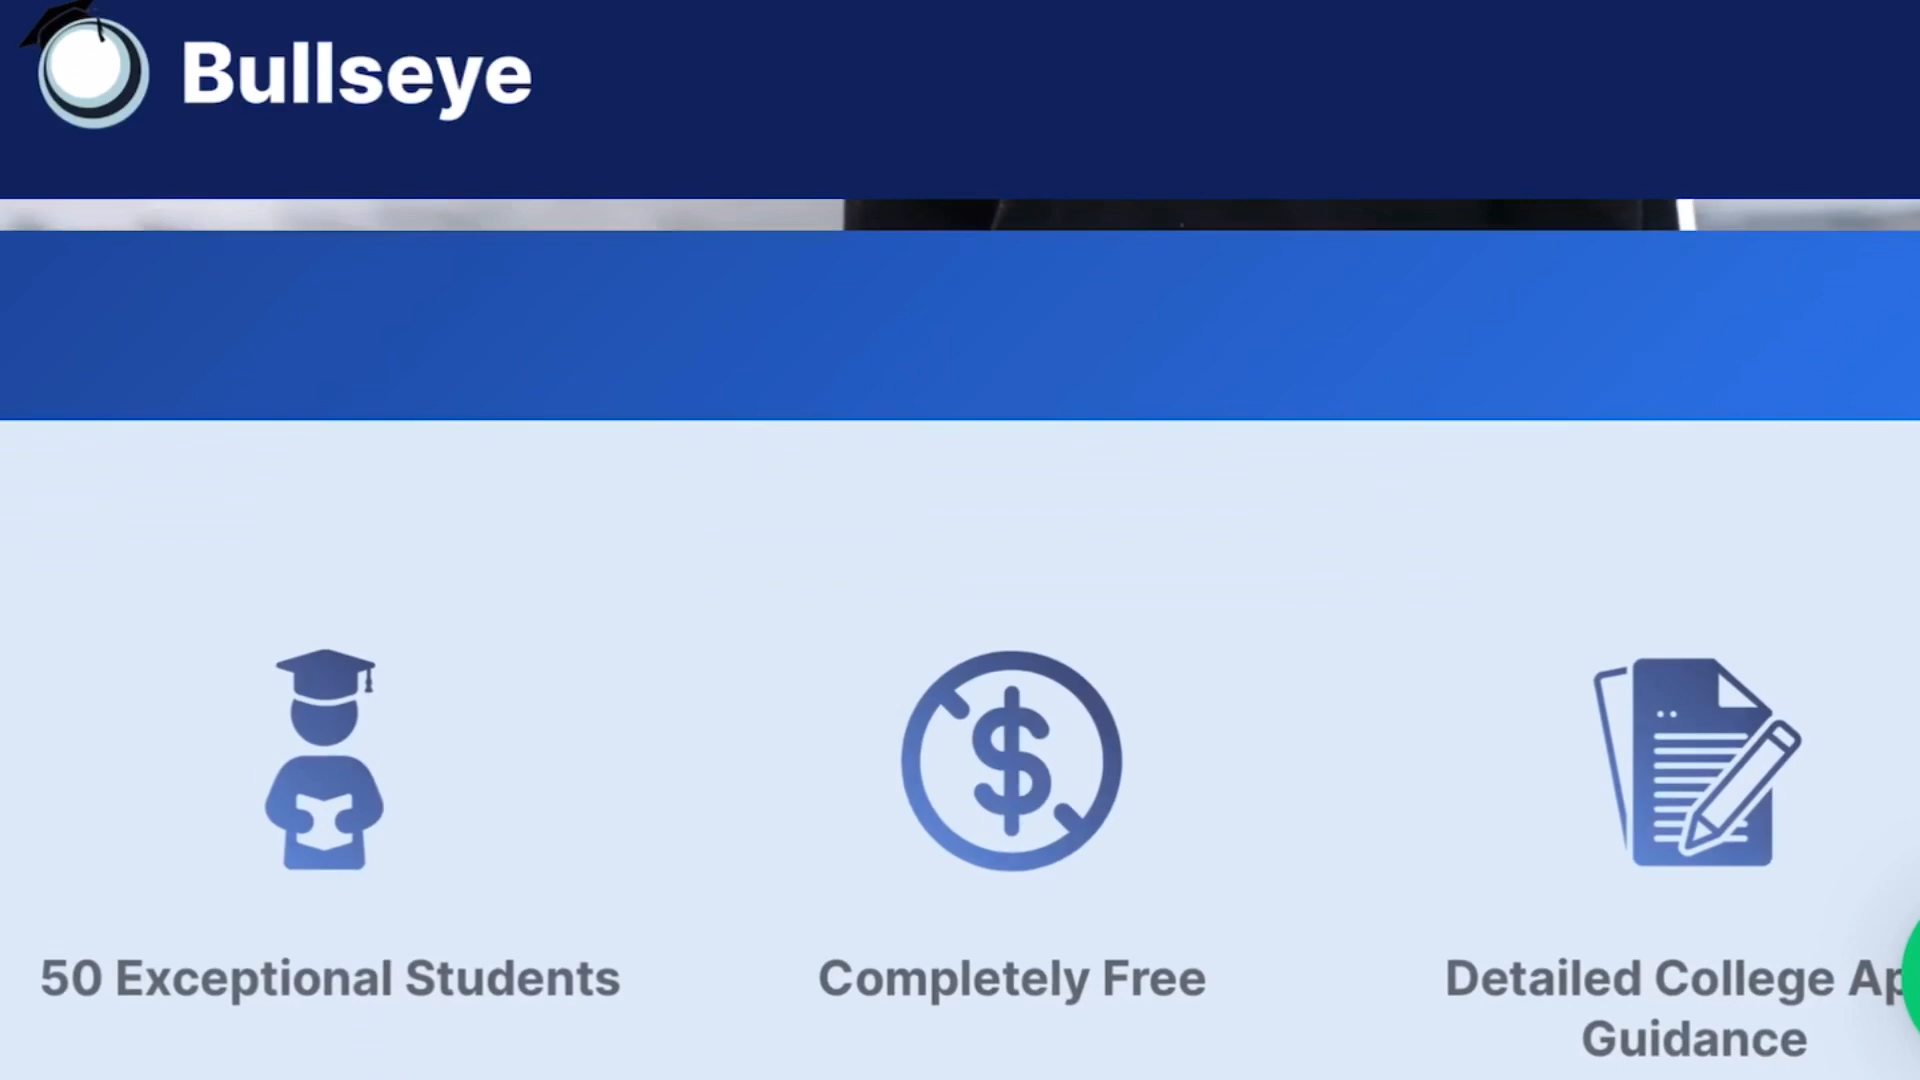 Bullseye
50 Exceptional Students
Completely Free
Detailed College
Guidance